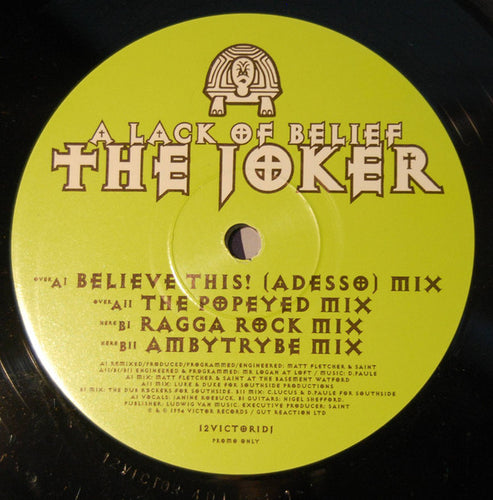 A LACK OF BELIEF
THE JOKER
OVER A1 BELIEVE THIS! (ADESSO) MIX
OVER A11 THE POPEYED MIX
HERE B1 RAGGA ROCK MIX
HERE B11 AMBYTRYBE MIX
A1 REMIXED/PRODUCED/PROGRAMMED/ENGINEERED: MATT FLETCHER & SAINT
A11/B1/B11 ENGINEERED & PROGRAMMED: MR.LOGAN AT LOFT / MUSIC: D.PAULE
A1 MIX: MATT FLETCHER & SAINT AT THE BASEMENT WATFORD
A11 MIX: LUKE & DUKE FOR SOUTHSIDE PRODUCTIONS
B1 MIX: THE DUB ROCKERS FOR SOUTHSIDE. B11 MIX: C.LUCUS & D.PAULE FOR SOUTHSIDE
A1 VOCALS: JANINE ROEBUCK. B1 GUITARS: NIGEL SHEPFORD.
PUBLISHER: LUDWIG VAN MUSIC. EXECUTIVE PRODUCER: SAINT
℗ & © 1994 VICTOR RECORDS / GUT REACTION LTD
12VICTOR1DJ
PROMO ONLY